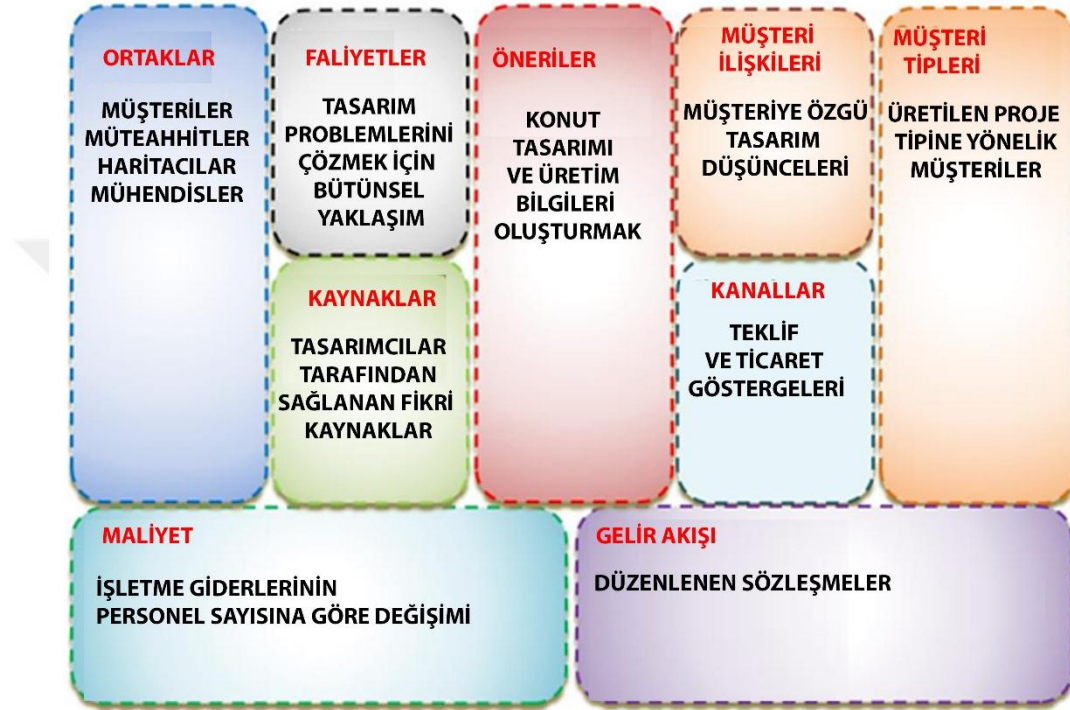 ORTAKLAR
MÜŞTERİLER
MÜTEAHHİTLER
HARİTACILAR
MÜHENDİSLER
FALİYETLER
TASARIM
PROBLEMLERİNİ
ÇÖZMEK İÇİN
BÜTÜNSEL
YAKLAŞIM
KAYNAKLAR
TASARIMCILAR
TARAFINDAN
SAĞLANAN FİKRİ
KAYNAKLAR
ÖNERİLER
KONUT
TASARIMI
VE ÜRETİM
BİLGİLERİ
OLUŞTURMAK
MÜŞTERİ
İLİŞKİLERİ
MÜŞTERİYE ÖZGÜ
TASARIM
DÜŞÜNCELERİ
KANALLAR
TEKLİF
VE TİCARET
GÖSTERGELERİ
MÜŞTERİ
TİPLERİ
ÜRETİLEN PROJE
TİPİNE YÖNELİK
MÜŞTERİLER
MALİYET
İŞLETME GİDERLERİNİN
PERSONEL SAYISINA GÖRE DEĞİŞİMİ
GELİR AKIŞI
DÜZENLENEN SÖZLEŞMELER